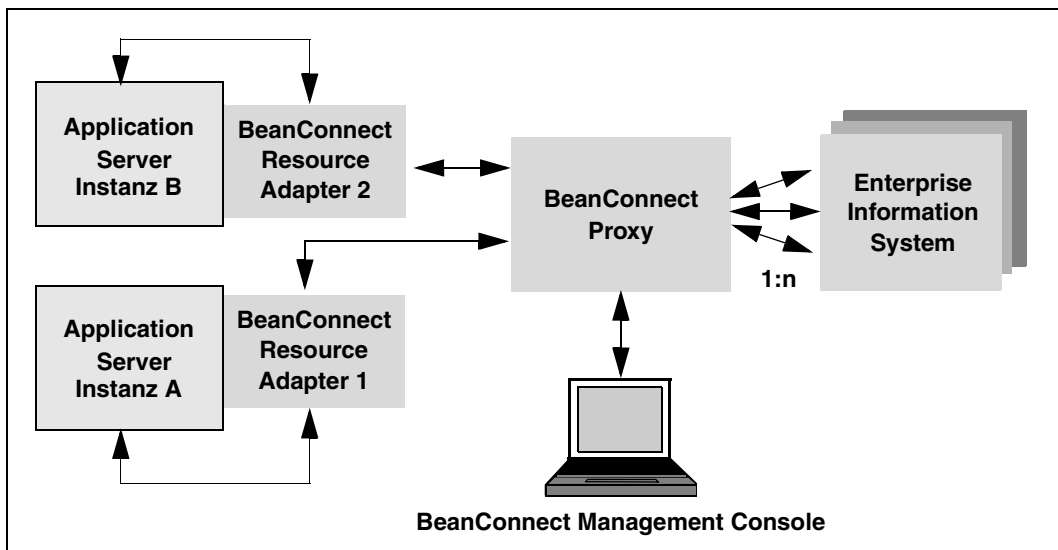 Application
Server
Instanz B
BeanConnect
Resource
Adapter 2
BeanConnect
Proxy
Enterprise
Information
System
1:n
Application
Server
Instanz A
BeanConnect
Resource
Adapter 1
BeanConnect Management Console